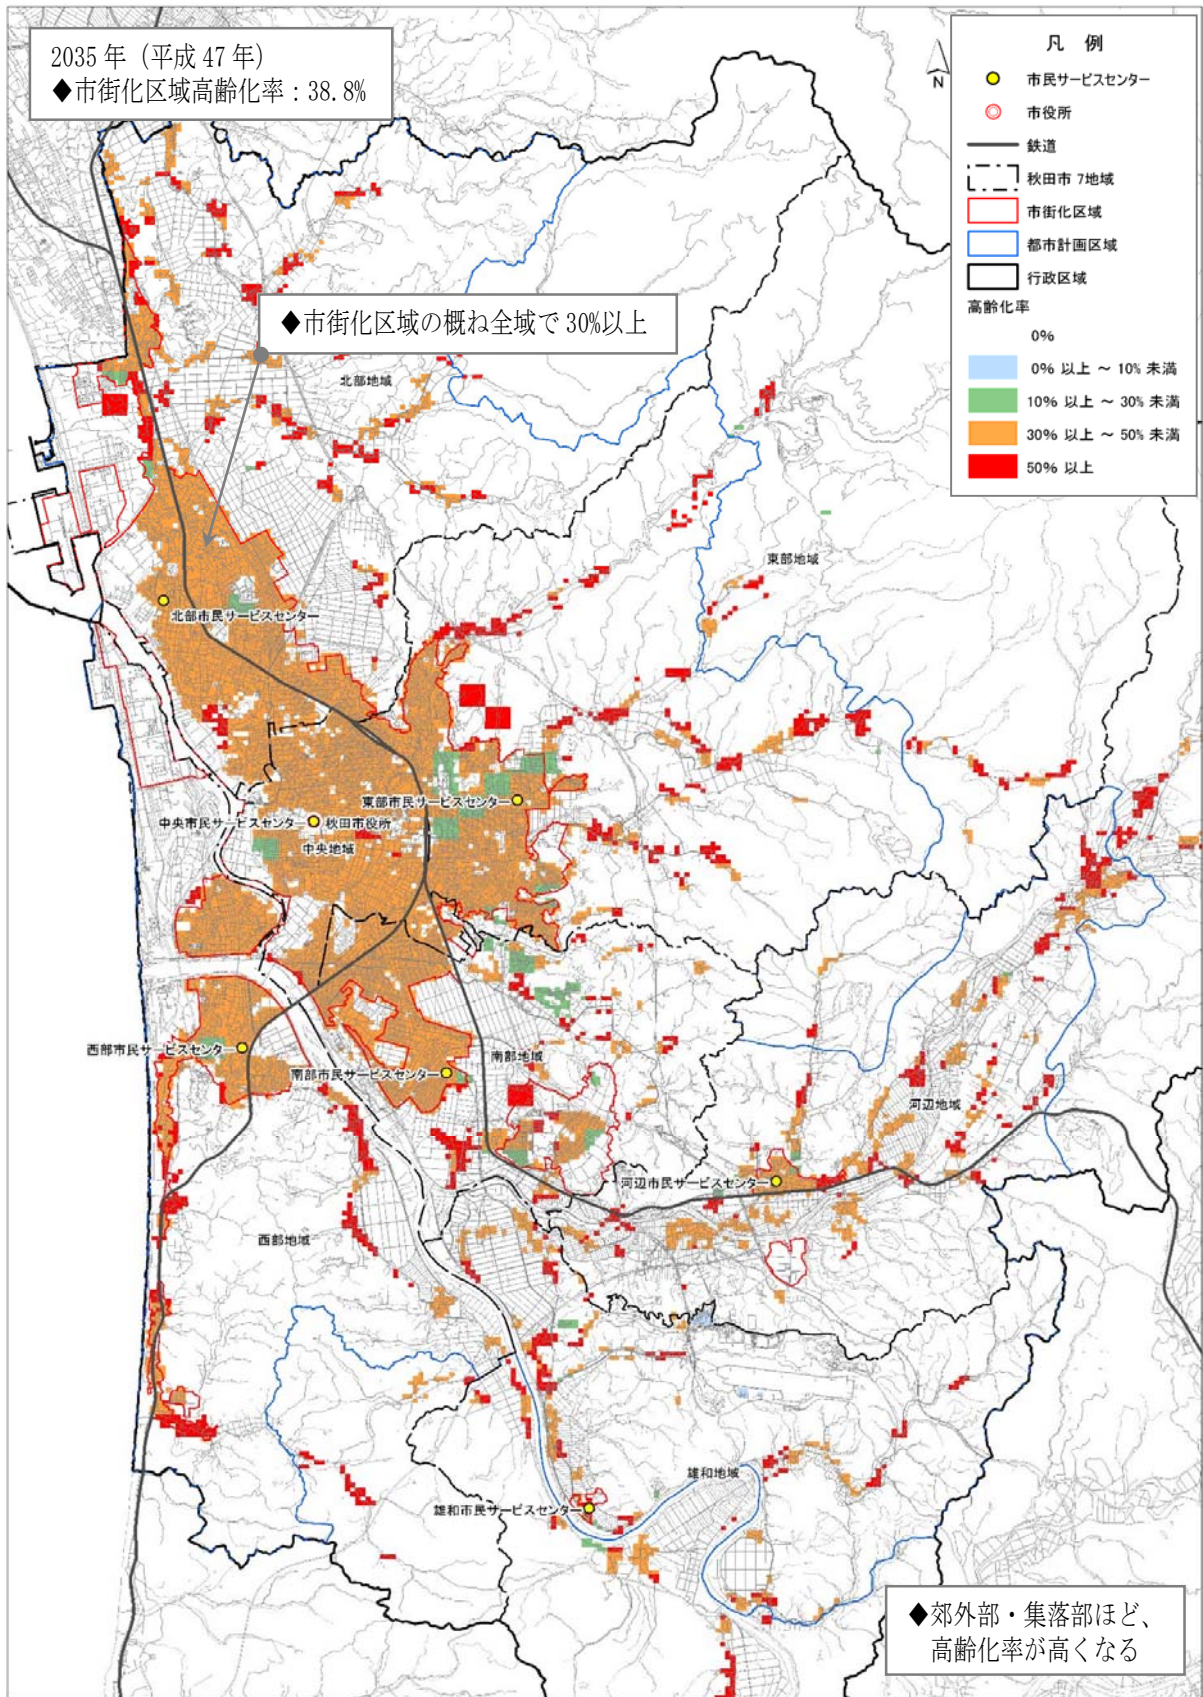 2035 年（平成 47 年）
◆市街化区域高齢化率：38.8%
凡 例
市民サービスセンター
市役所
鉄道
秋田市 7地域
市街化区域
都市計画区域
行政区域
高齢化率
0%
0% 以上 ～ 10% 未満
10% 以上 ～ 30% 未満
30% 以上 ～ 50% 未満
50% 以上
N
◆市街化区域の概ね全域で 30%以上
北部地域
東部地域
北部市民サービスセンター
東部市民サービスセンター
中央市民サービスセンター
秋田市役所
中央地域
西部市民サービスセンター
南部地域
南部市民サービスセンター
河辺地域
河辺市民サービスセンター
西部地域
雄和地域
雄和市民サービスセンター
◆郊外部・集落部ほど、
高齢化率が高くなる